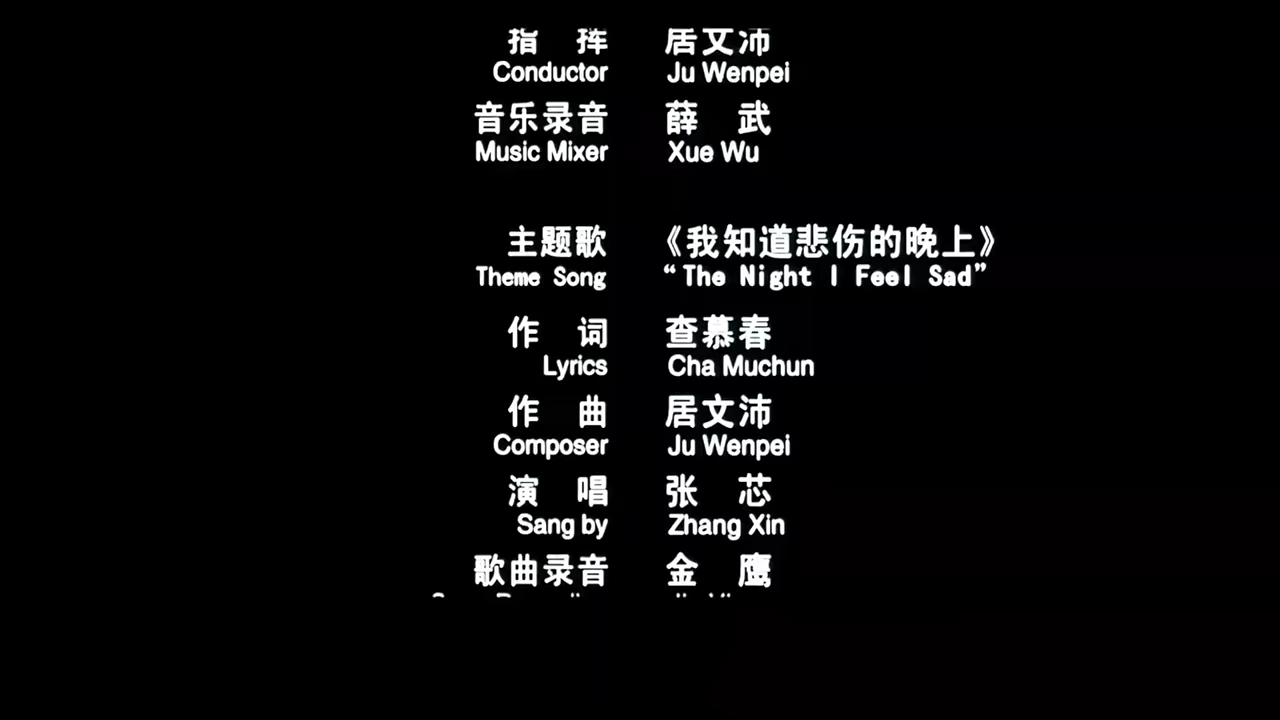 指 挥 居文沛
Conductor Ju Wenpei
音乐录音 薛 武
Music Mixer Xue Wu
主题歌 《我知道悲伤的晚上》
Theme Song “The Night I Feel Sad”
作 词 查慕春
Lyrics Cha Muchun
作 曲 居文沛
Composer Ju Wenpei
演 唱 张 芯
Sang by Zhang Xin
歌曲录音 金 鹰